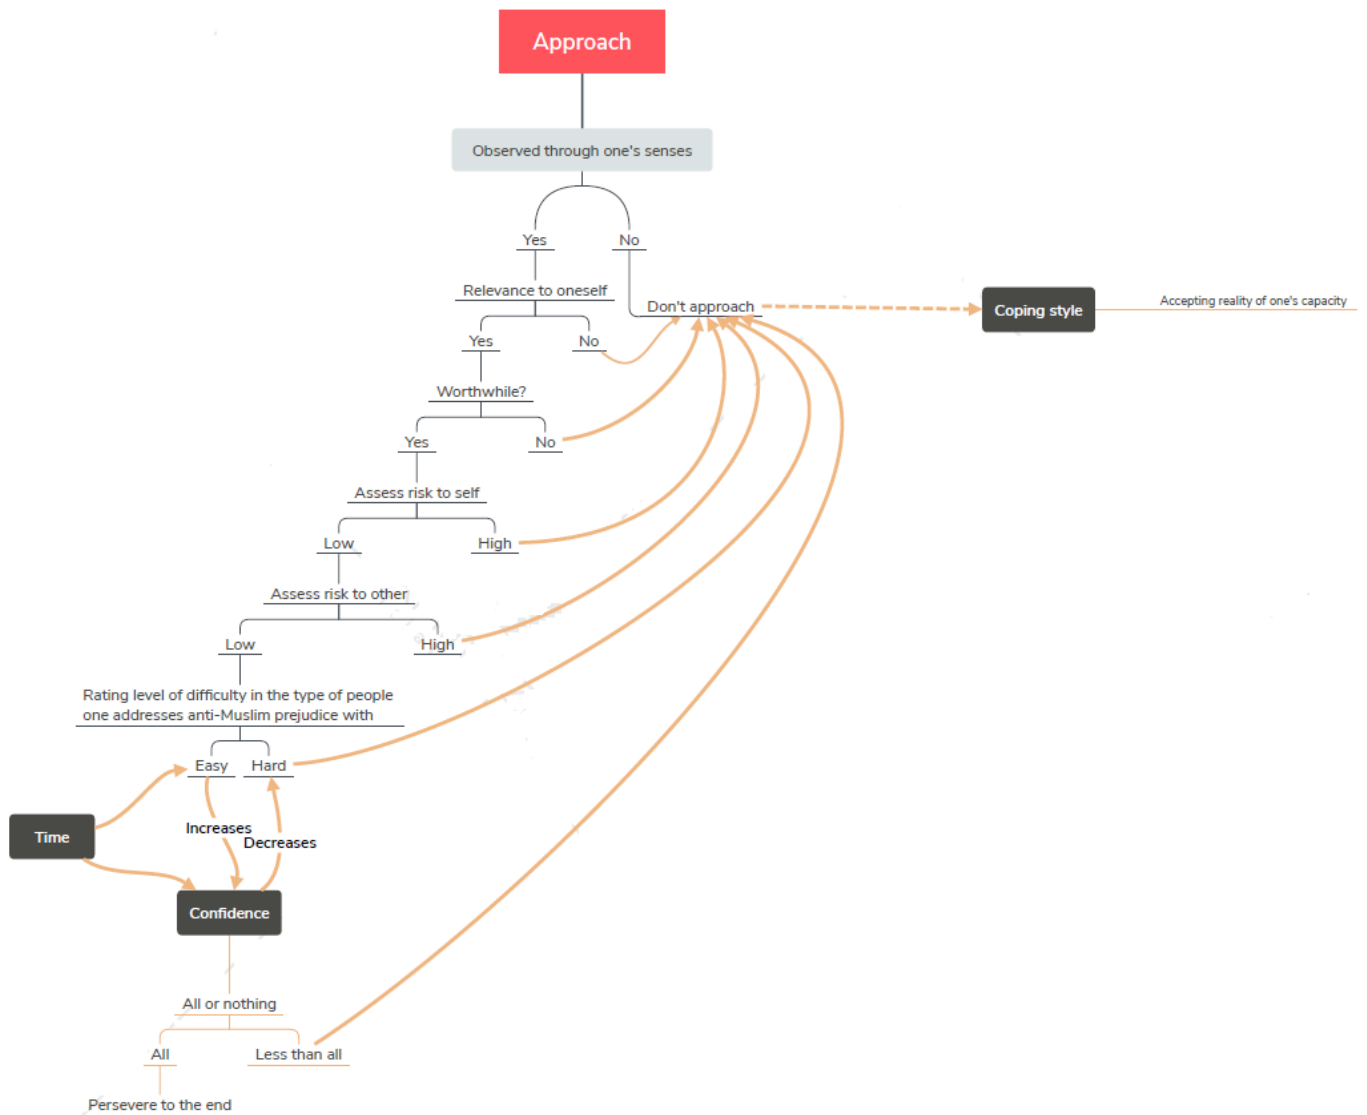 Approach
Observed through one's senses
Yes
No
Relevance to oneself
Don't approach
Coping style
Accepting reality of one's capacity
Yes
No
Worthwhile?
Yes
No
Assess risk to self
Low
High
Assess risk to other
Low
High
Rating level of difficulty in the type of people
one addresses anti-Muslim prejudice with
Easy
Hard
Time
Increases
Decreases
Confidence
All or nothing
All
Less than all
Persevere to the end